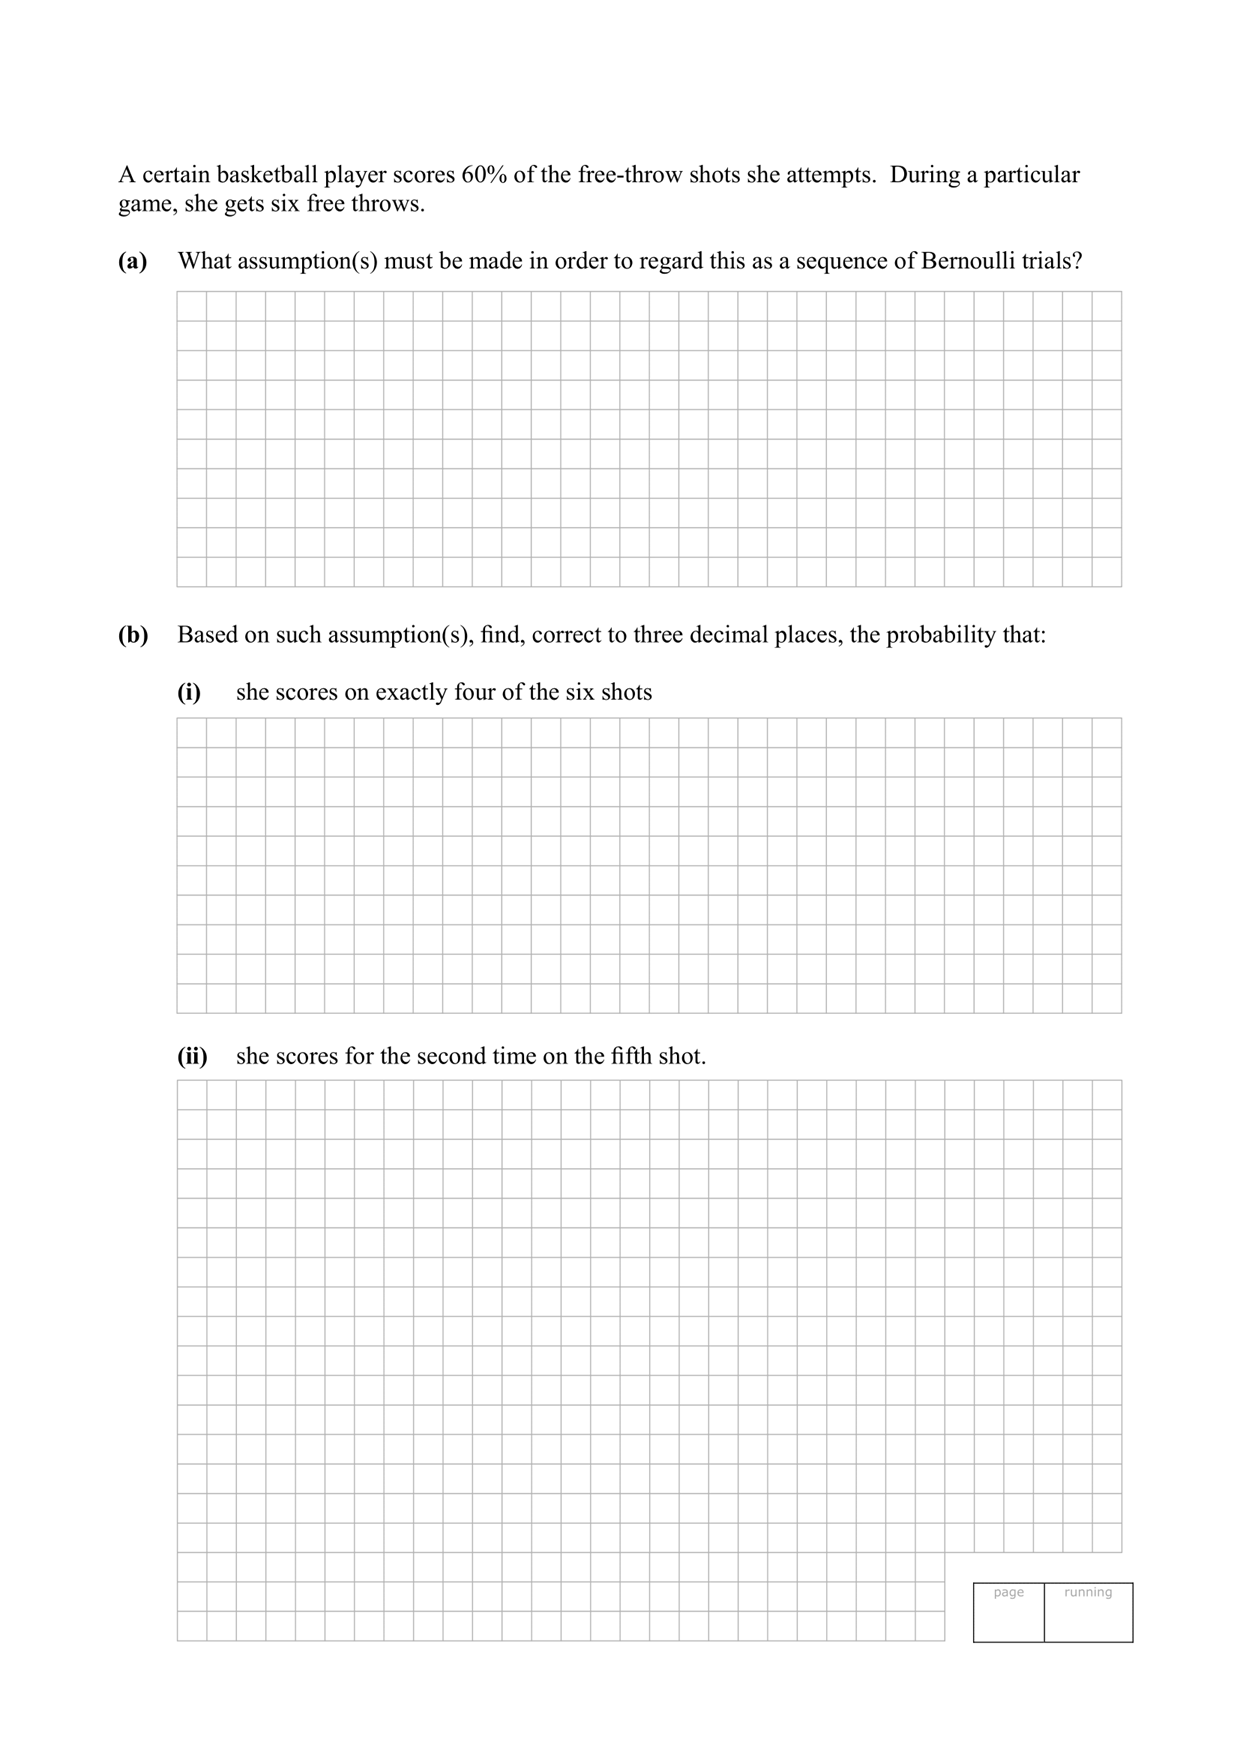 A certain basketball player scores 60% of the free-throw shots she attempts.  During a particular
game, she gets six free throws.
(a) What assumption(s) must be made in order to regard this as a sequence of Bernoulli trials?
(b) Based on such assumption(s), find, correct to three decimal places, the probability that:
(i) she scores on exactly four of the six shots
(ii) she scores for the second time on the fifth shot.
page running